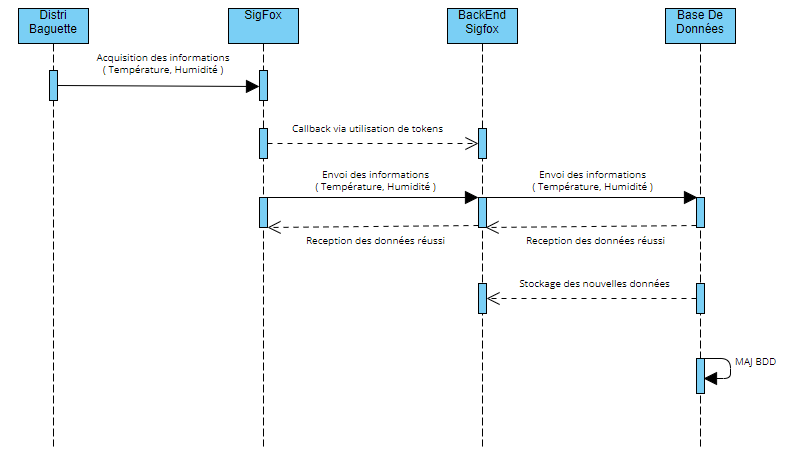 Distri
Baguette
SigFox
BackEnd
Sigfox
Base De
Données
Acquisition des informations
( Température, Humidité )
Callback via utilisation de tokens
Envoi des informations
( Température, Humidité )
Envoi des informations
( Température, Humidité )
Reception des données réussi
Reception des données réussi
Stockage des nouvelles données
MAJ BDD